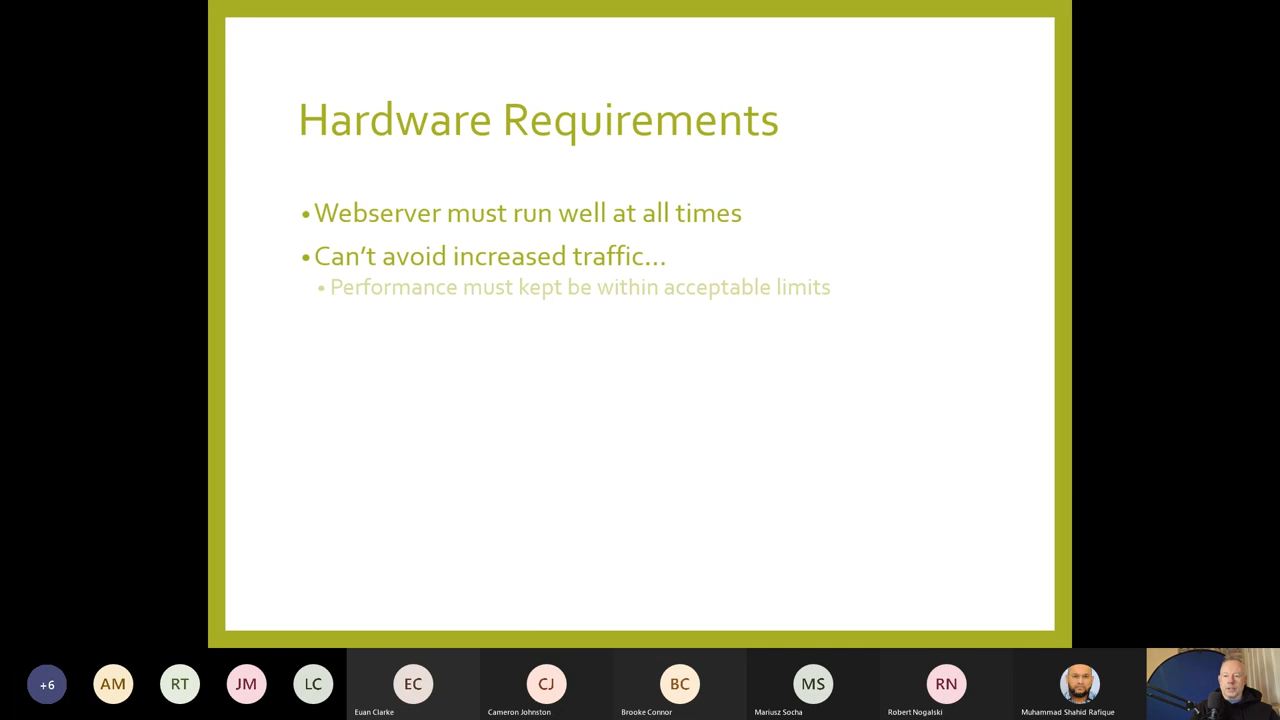 Hardware Requirements
•Webserver must run well at all times
•Can’t avoid increased traffic…
•Performance must kept be within acceptable limits
+6
AM
RT
JM
LC
EC
CJ
BC
MS
RN
Euan Clarke
Cameron Johnston
Brooke Connor
Mariusz Socha
Robert Nogalski
Muhammad Shahid Rafique